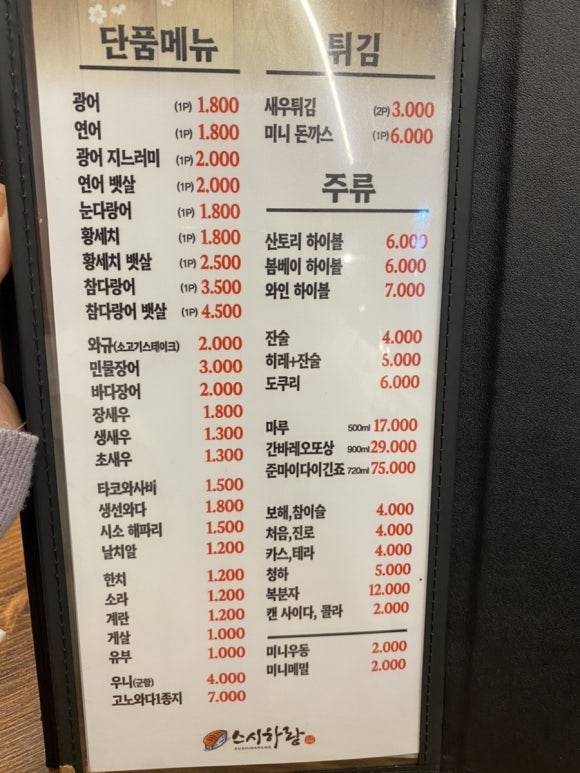 단품메뉴
광어 (1P) 1.800
연어 (1P) 1.800
광어 지느러미 (1P) 2.000
연어 뱃살 (1P) 2.000
눈다랑어 (1P) 1.800
황세치 (1P) 1.800
황세치 뱃살 (1P) 2.500
참다랑어 (1P) 3.500
참다랑어 뱃살 (1P) 4.500
와규(소고기스테이크) 2.000
민물장어 3.000
바다장어 2.000
장새우 1.800
생새우 1.300
초새우 1.300
타코와사비 1.500
생선와다 1.800
시소 해파리 1.500
날치알 1.200
한치 1.200
소라 1.200
계란 1.200
게살 1.000
유부 1.000
우니(군함) 4.000
고노와다1종지 7.000
튀김
새우튀김 (2P) 3.000
미니 돈까스 (1P) 6.000
주류
산토리 하이볼 6.000
봄베이 하이볼 6.000
와인 하이볼 7.000
잔술 4.000
히레+잔술 5.000
도쿠리 6.000
마루 500ml 17.000
간바레오또상 900ml 29.000
준마이다이긴죠 720ml 75.000
보해,참이슬 4.000
처음,진로 4.000
카스,테라 4.000
청하 5.000
복분자 12.000
캔 사이다, 콜라 2.000
미니우동 2.000
미니메밀 2.000
스시하랑
SUSHIHARANG